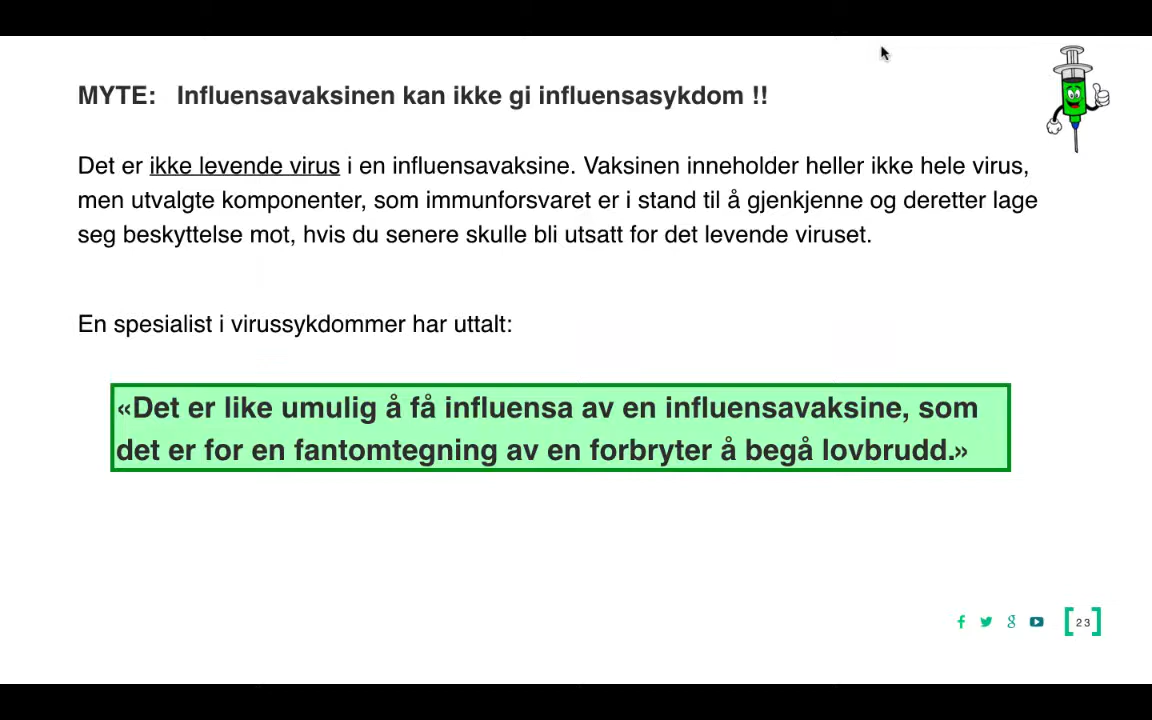 MYTE: Influensavaksinen kan ikke gi influensasykdom !!
Det er ikke levende virus i en influensavaksine. Vaksinen inneholder heller ikke hele virus,
men utvalgte komponenter, som immunforsvaret er i stand til å gjenkjenne og deretter lage
seg beskyttelse mot, hvis du senere skulle bli utsatt for det levende viruset.
En spesialist i virussykdommer har uttalt:
«Det er like umulig å få influensa av en influensavaksine, som
det er for en fantomtegning av en forbryter å begå lovbrudd.»
[23]